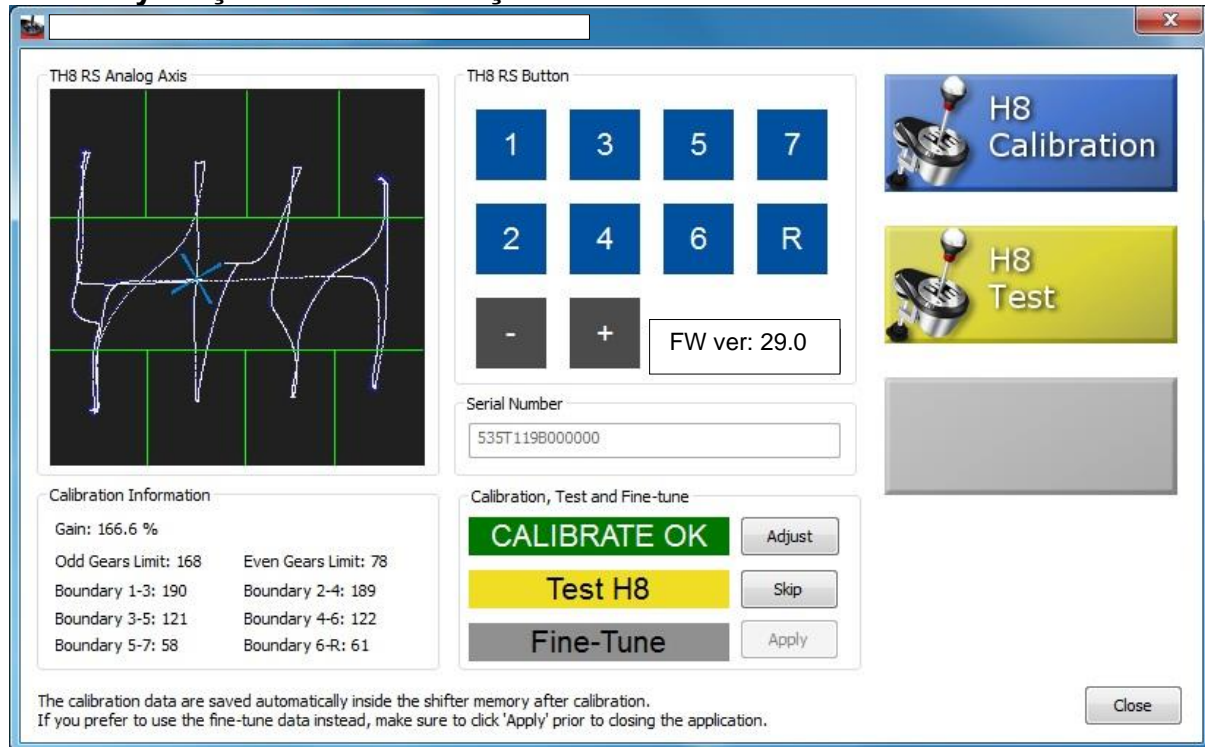 TH8 RS Analog Axis
TH8 RS Button
1 3 5 7
2 4 6 R
- +
FW ver: 29.0
H8
Calibration
H8
Test
Serial Number
535T119B000000
Calibration Information
Gain: 166.6 %
Odd Gears Limit: 168 Even Gears Limit: 78
Boundary 1-3: 190 Boundary 2-4: 189
Boundary 3-5: 121 Boundary 4-6: 122
Boundary 5-7: 58 Boundary 6-R: 61
Calibration, Test and Fine-tune
CALIBRATE OK Adjust
Test H8 Skip
Fine-Tune Apply
The calibration data are saved automatically inside the shifter memory after calibration.
If you prefer to use the fine-tune data instead, make sure to click 'Apply' prior to closing the application.
Close